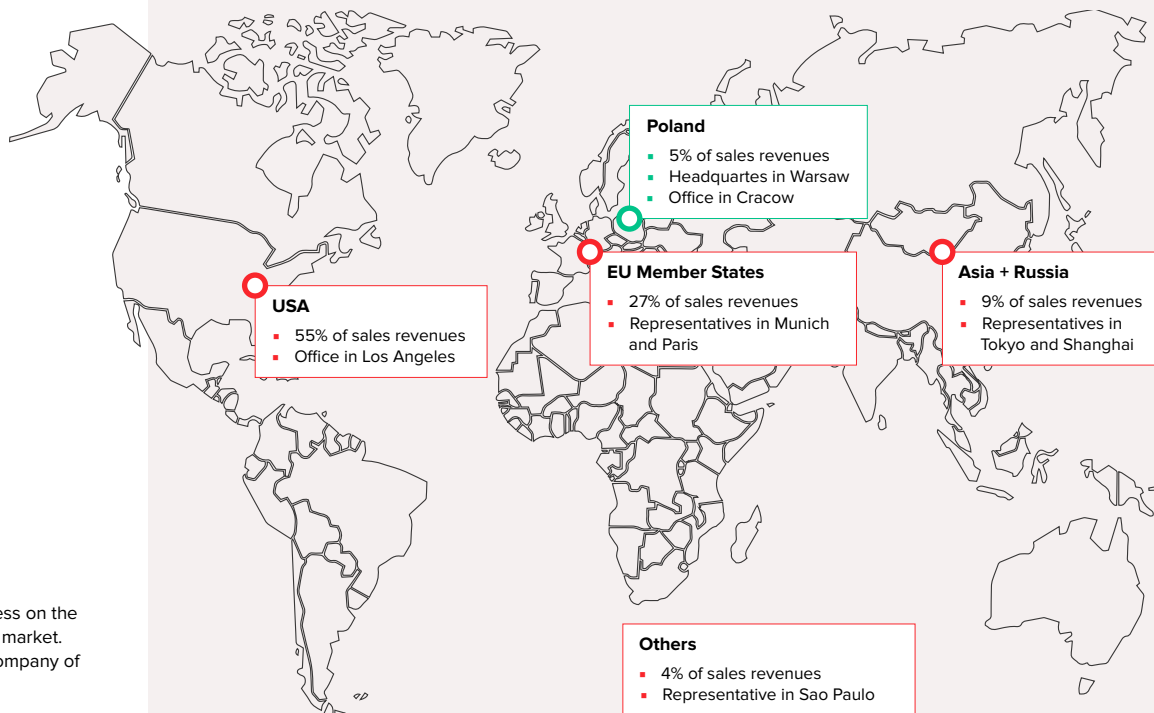 Poland
▪ 5% of sales revenues
▪ Headquartes in Warsaw
▪ Office in Cracow
EU Member States
▪ 27% of sales revenues
▪ Representatives in Munich
and Paris
Asia + Russia
▪ 9% of sales revenues
▪ Representatives in
Tokyo and Shanghai
USA
▪ 55% of sales revenues
▪ Office in Los Angeles
ess on the
market.
ompany of
Others
▪ 4% of sales revenues
▪ Representative in Sao Paulo